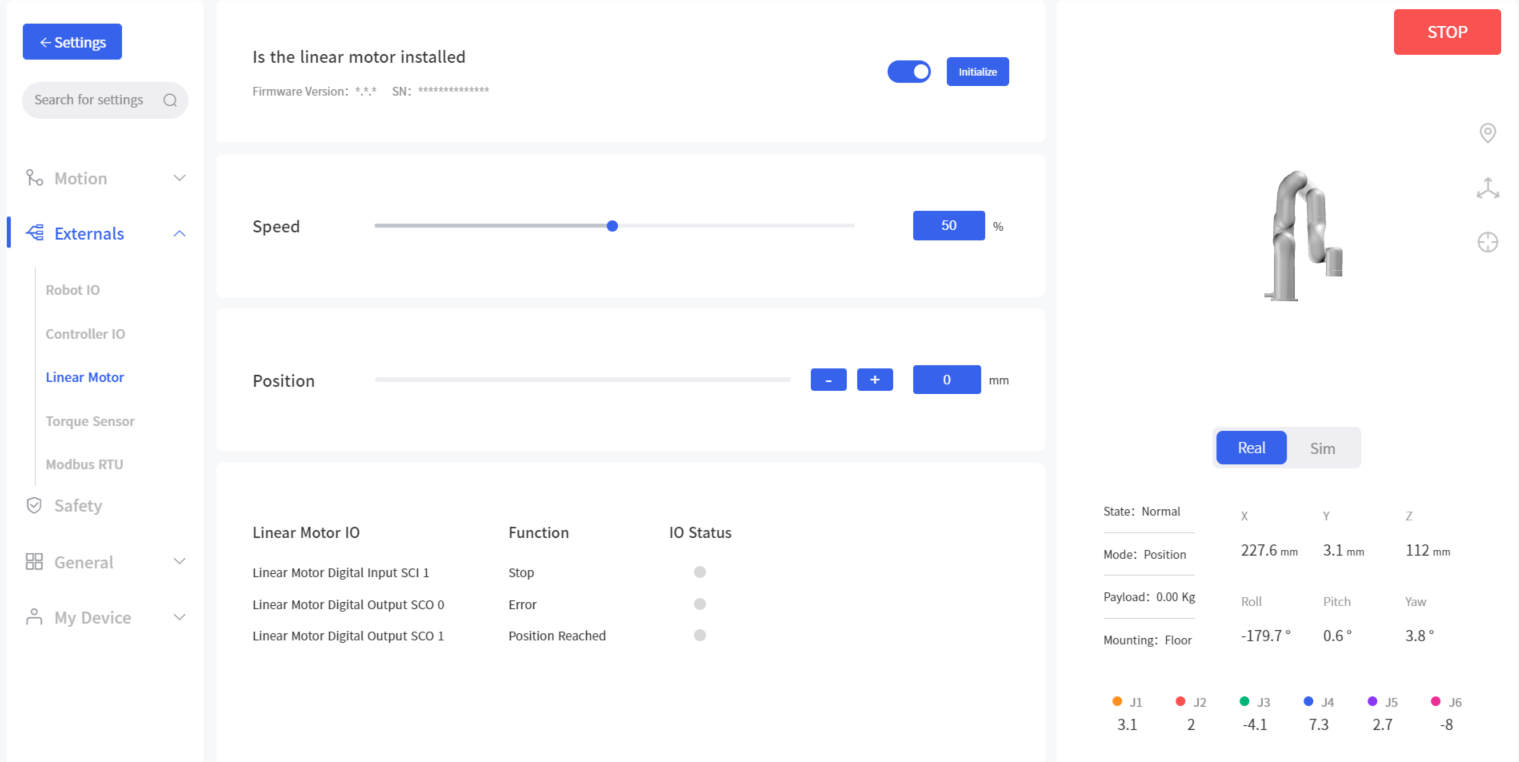 ← Settings
Search for settings
Motion
Externals
Robot IO
Controller IO
Linear Motor
Torque Sensor
Modbus RTU
Safety
General
My Device
Is the linear motor installed
Firmware Version： *.*.* SN： **************
Initialize
Speed
50 %
Position
- + 0 mm
Linear Motor IO Function IO Status
Linear Motor Digital Input SCI 1 Stop
Linear Motor Digital Output SCO 0 Error
Linear Motor Digital Output SCO 1 Position Reached
STOP
Real Sim
State： Normal
Mode： Position
Payload： 0.00 Kg
Mounting： Floor
X Y Z
227.6 mm 3.1 mm 112 mm
Roll Pitch Yaw
-179.7 ° 0.6 ° 3.8 °
J1 J2 J3 J4 J5 J6
3.1 2 -4.1 7.3 2.7 -8